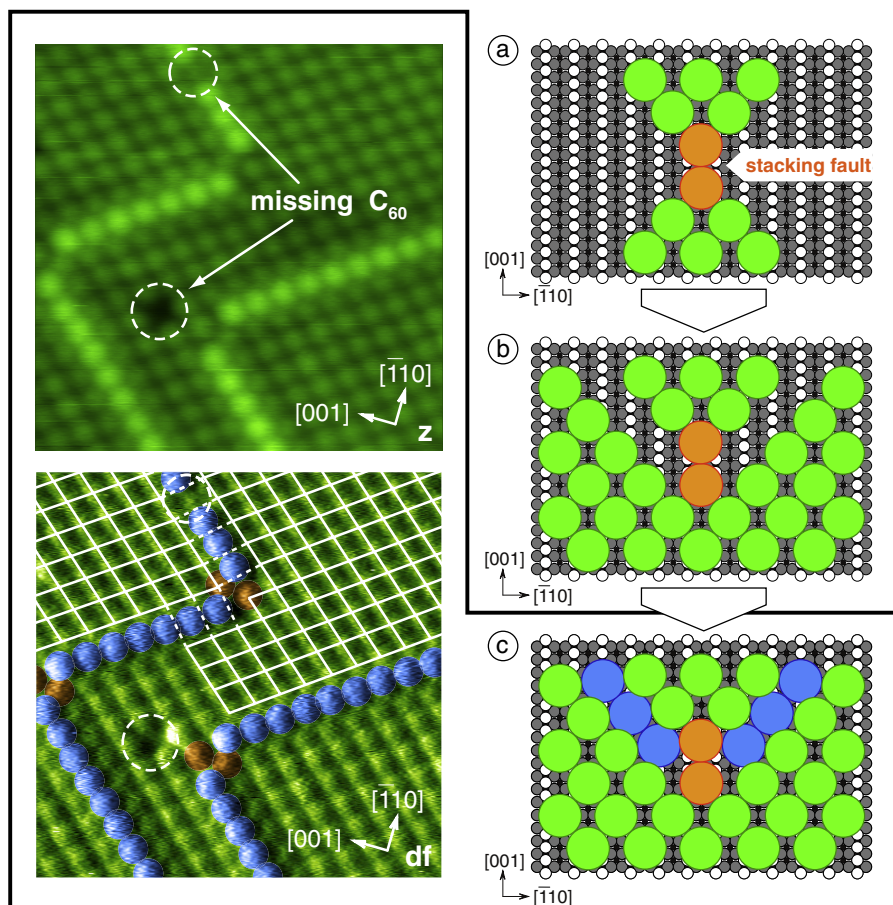 missing C₆₀
[1̅10]
[001]
z
[1̅10]
[001]
df
a
stacking fault
[001]
[1̅10]
b
[001]
[1̅10]
c
[001]
[1̅10]